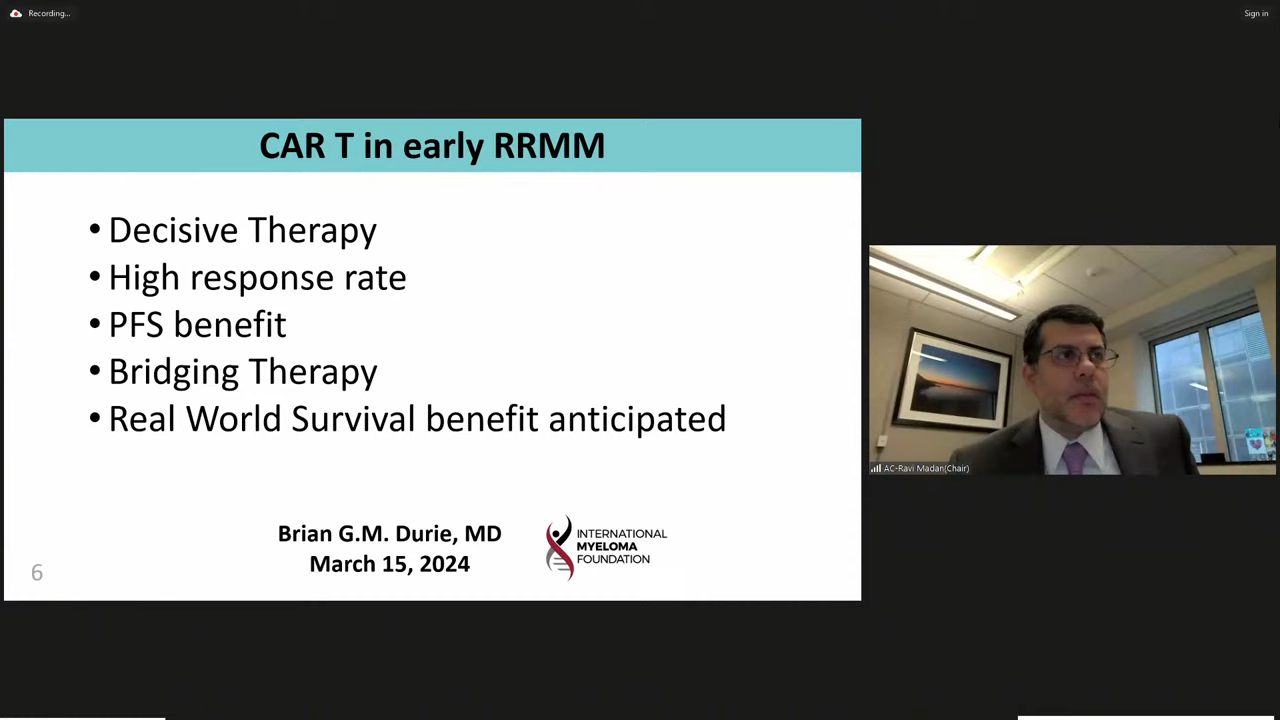 Recording...
Sign in
CAR T in early RRMM
• Decisive Therapy
• High response rate
• PFS benefit
• Bridging Therapy
• Real World Survival benefit anticipated
Brian G.M. Durie, MD
March 15, 2024
INTERNATIONAL
MYELOMA
FOUNDATION
6
AC-Ravi Madan(Chair)